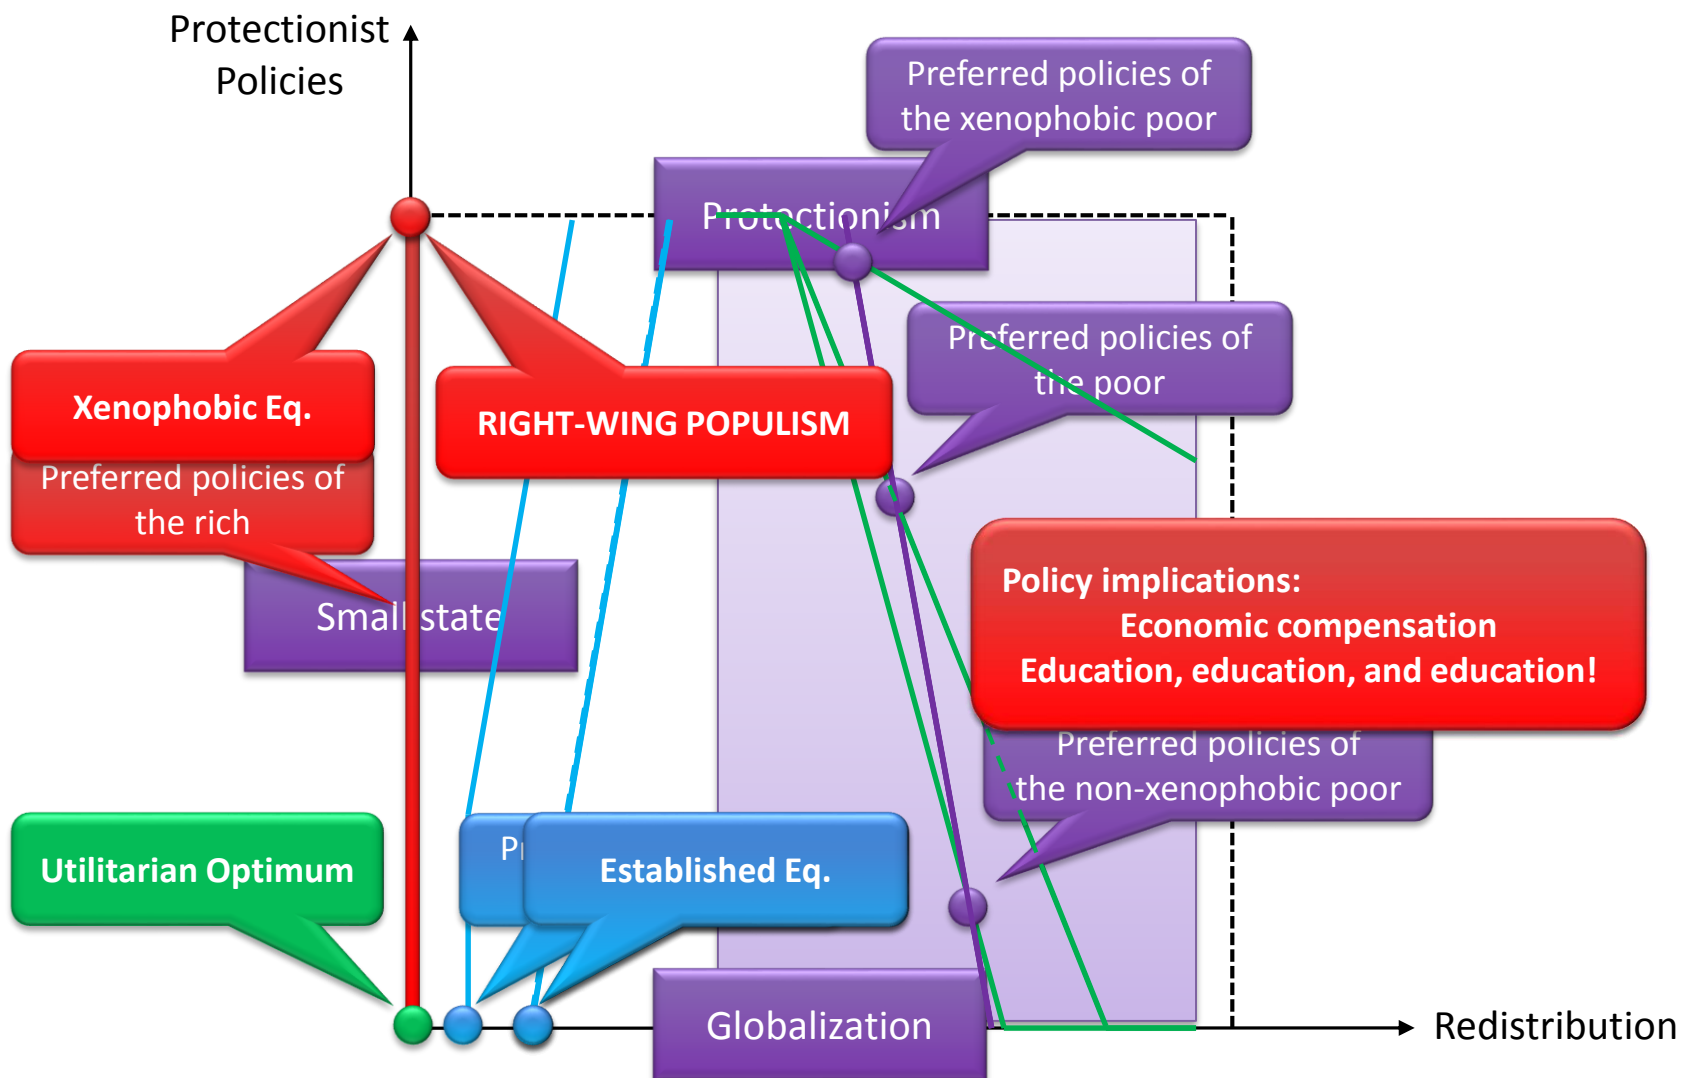 Protectionist
Policies
Preferred policies of
the xenophobic poor
Protectionism
Preferred policies of
the poor
Xenophobic Eq.
RIGHT-WING POPULISM
Preferred policies of
the rich
Small state
Policy implications:
Economic compensation
Education, education, and education!
Preferred policies of
the non-xenophobic poor
Utilitarian Optimum
Established Eq.
Globalization
Redistribution